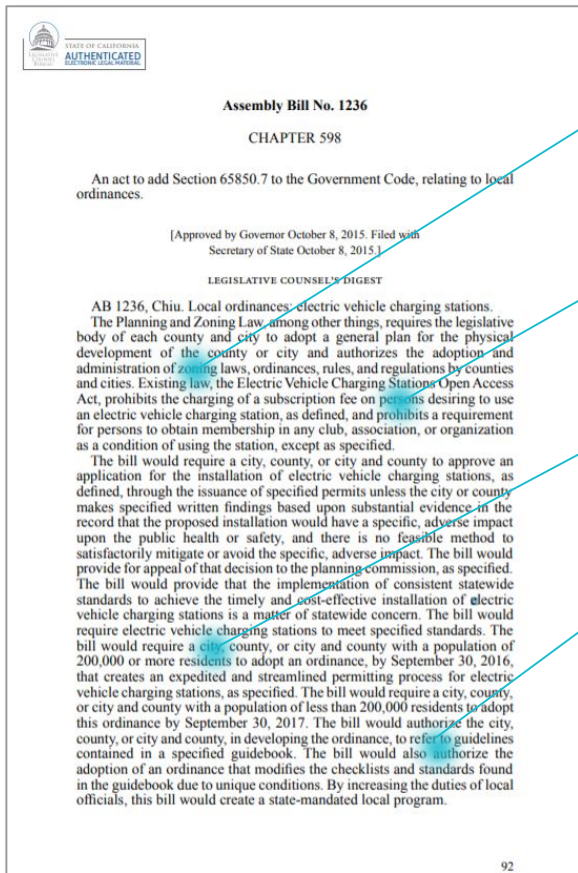 LEGISLATIVE
COUNSEL
BUREAU
STATE OF CALIFORNIA
AUTHENTICATED
ELECTRONIC LEGAL MATERIAL
Assembly Bill No. 1236
CHAPTER 598
An act to add Section 65850.7 to the Government Code, relating to local
ordinances.
[Approved by Governor October 8, 2015. Filed with
Secretary of State October 8, 2015.]
LEGISLATIVE COUNSEL'S DIGEST
AB 1236, Chiu. Local ordinances: electric vehicle charging stations.
The Planning and Zoning Law, among other things, requires the legislative
body of each county and city to adopt a general plan for the physical
development of the county or city and authorizes the adoption and
administration of zoning laws, ordinances, rules, and regulations by counties
and cities. Existing law, the Electric Vehicle Charging Stations Open Access
Act, prohibits the charging of a subscription fee on persons desiring to use
an electric vehicle charging station, as defined, and prohibits a requirement
for persons to obtain membership in any club, association, or organization
as a condition of using the station, except as specified.
The bill would require a city, county, or city and county to approve an
application for the installation of electric vehicle charging stations, as
defined, through the issuance of specified permits unless the city or county
makes specified written findings based upon substantial evidence in the
record that the proposed installation would have a specific, adverse impact
upon the public health or safety, and there is no feasible method to
satisfactorily mitigate or avoid the specific, adverse impact. The bill would
provide for appeal of that decision to the planning commission, as specified.
The bill would provide that the implementation of consistent statewide
standards to achieve the timely and cost-effective installation of electric
vehicle charging stations is a matter of statewide concern. The bill would
require electric vehicle charging stations to meet specified standards. The
bill would require a city, county, or city and county with a population of
200,000 or more residents to adopt an ordinance, by September 30, 2016,
that creates an expedited and streamlined permitting process for electric
vehicle charging stations, as specified. The bill would require a city, county,
or city and county with a population of less than 200,000 residents to adopt
this ordinance by September 30, 2017. The bill would authorize the city,
county, or city and county, in developing the ordinance, to refer to guidelines
contained in a specified guidebook. The bill would also authorize the
adoption of an ordinance that modifies the checklists and standards found
in the guidebook due to unique conditions. By increasing the duties of local
officials, this bill would create a state-mandated local program.
92